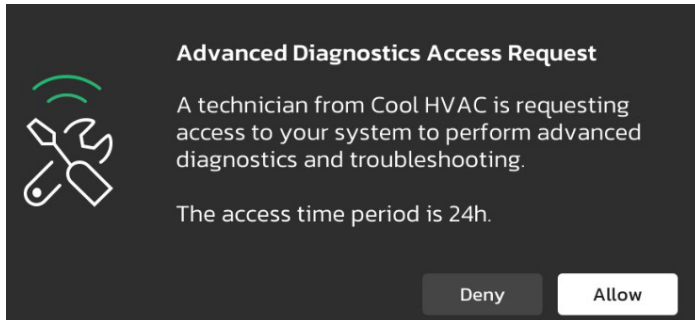 Advanced Diagnostics Access Request
A technician from Cool HVAC is requesting
access to your system to perform advanced
diagnostics and troubleshooting.
The access time period is 24h.
Deny
Allow